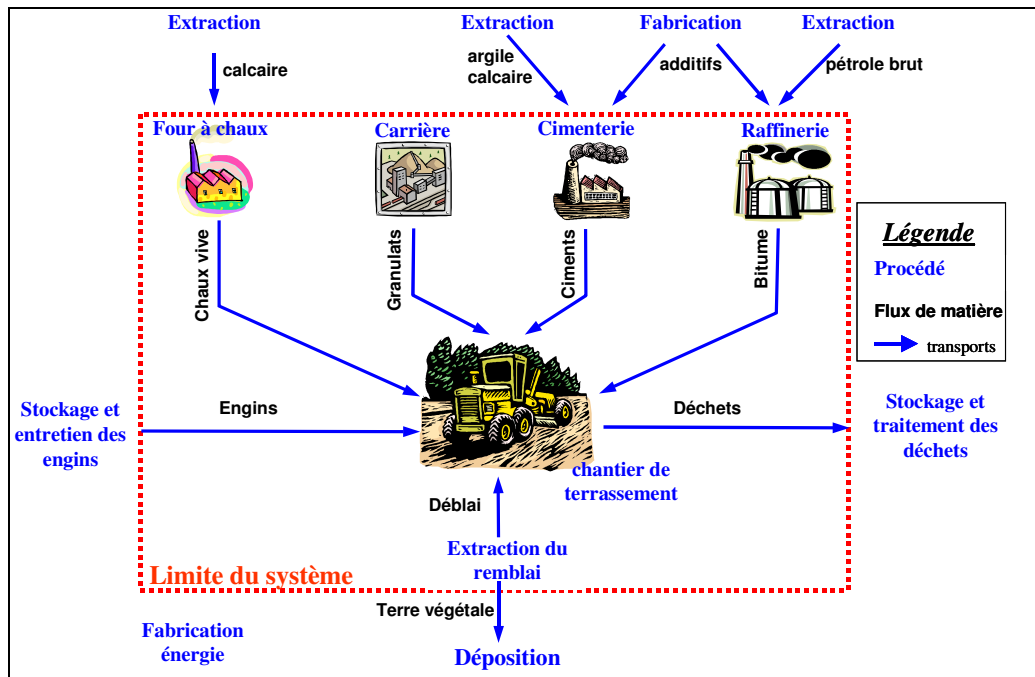 Extraction
Extraction
Fabrication
Extraction
calcaire
argile
calcaire
additifs
pétrole brut
Four à chaux
Carrière
Cimenterie
Raffinerie
Chaux vive
Granulats
Ciments
Bitume
Légende
Procédé
Flux de matière
transports
Stockage et
entretien des
engins
Engins
Déchets
Stockage et
traitement des
déchets
chantier de
terrassement
Déblai
Extraction du
remblai
Limite du système
Terre végétale
Fabrication
énergie
Déposition